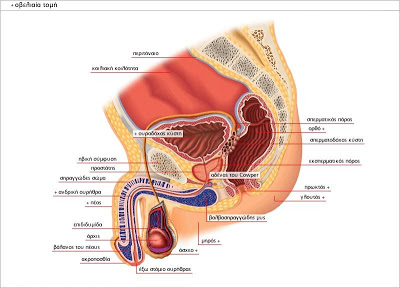 • οβελιαία τομή
περιτόναιο
κοιλιακή κοιλότητα
σπερματικός πόρος
+ ουροδόχος κύστη
ορθό +
σπερματοδόχος κύστη
ηβική σύμφυση
προστάτης
εκσπερματικός πόρος
αδένας του Cowper
σηραγγώδες σώμα
πρωκτός +
+ ανδρική ουρήθρα
+ πέος
γλουτός +
βολβοσηραγγώδης μυς
επιδιδυμίδα
όρχις
μηρός +
βάλανος του πέους
όσχεο +
ακροποσθία
έξω στόμιο ουρήθρας